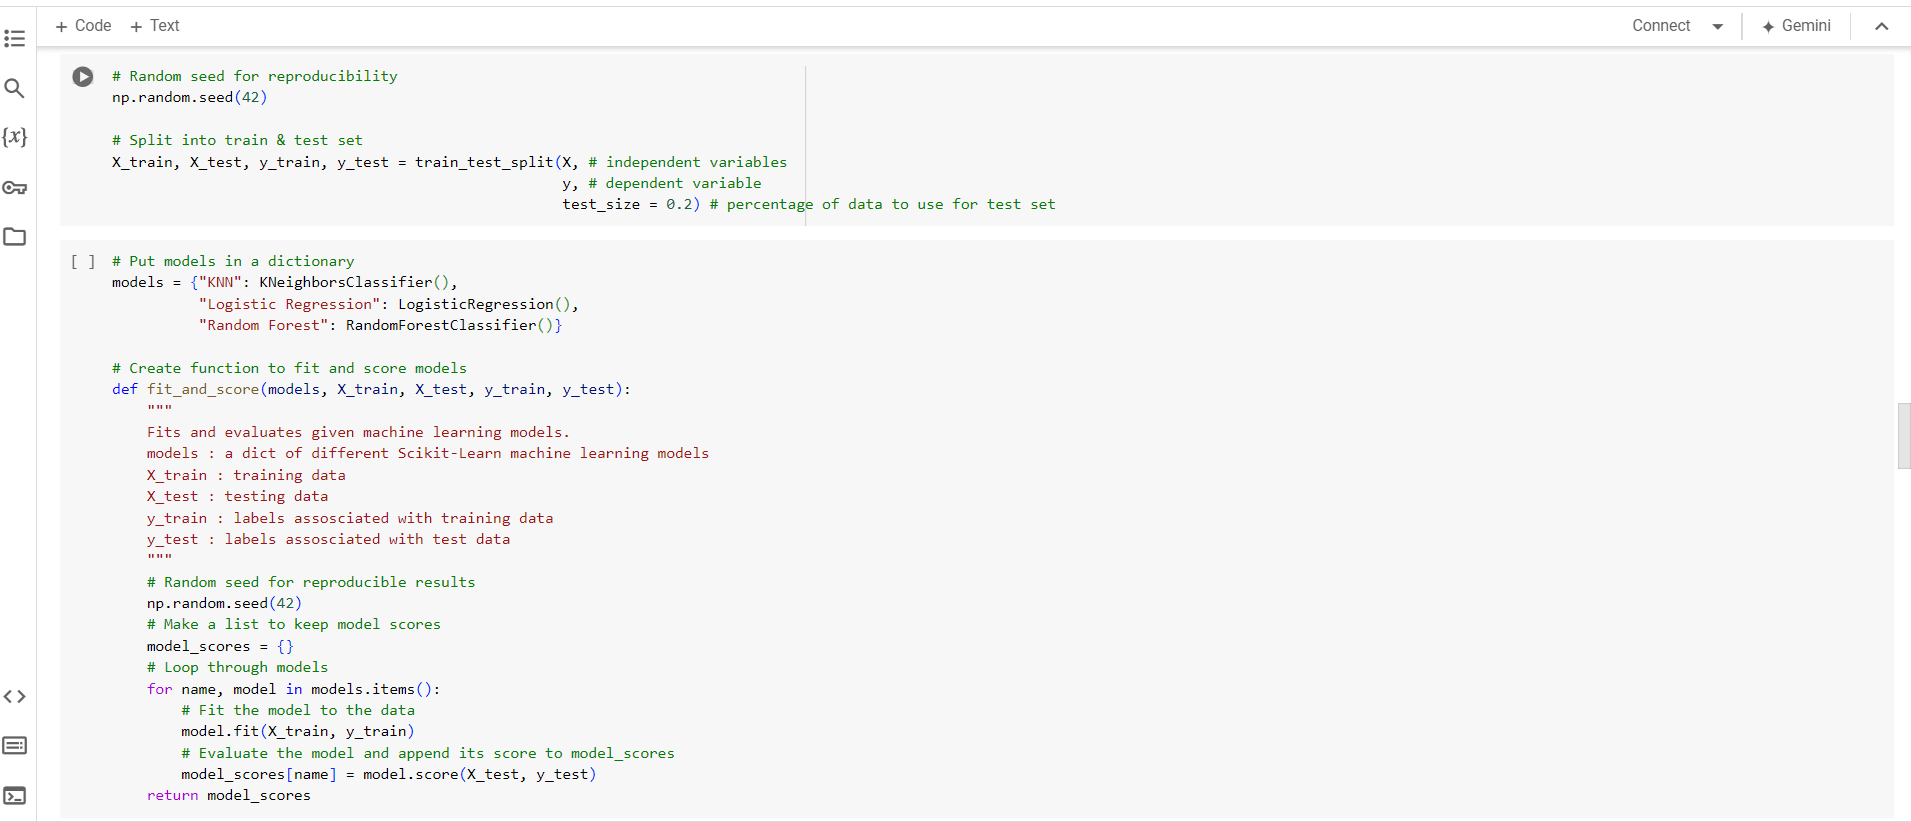 + Code + Text Connect Gemini
# Random seed for reproducibility
np.random.seed(42)
# Split into train & test set
X_train, X_test, y_train, y_test = train_test_split(X, # independent variables
y, # dependent variable
test_size = 0.2) # percentage of data to use for test set
{x}
[ ] # Put models in a dictionary
models = {"KNN": KNeighborsClassifier(),
"Logistic Regression": LogisticRegression(),
"Random Forest": RandomForestClassifier()}
# Create function to fit and score models
def fit_and_score(models, X_train, X_test, y_train, y_test):
"""
Fits and evaluates given machine learning models.
models : a dict of different Scikit-Learn machine learning models
X_train : training data
X_test : testing data
y_train : labels assosciated with training data
y_test : labels assosciated with test data
"""
# Random seed for reproducible results
np.random.seed(42)
# Make a list to keep model scores
model_scores = {}
# Loop through models
for name, model in models.items():
# Fit the model to the data
model.fit(X_train, y_train)
# Evaluate the model and append its score to model_scores
model_scores[name] = model.score(X_test, y_test)
return model_scores